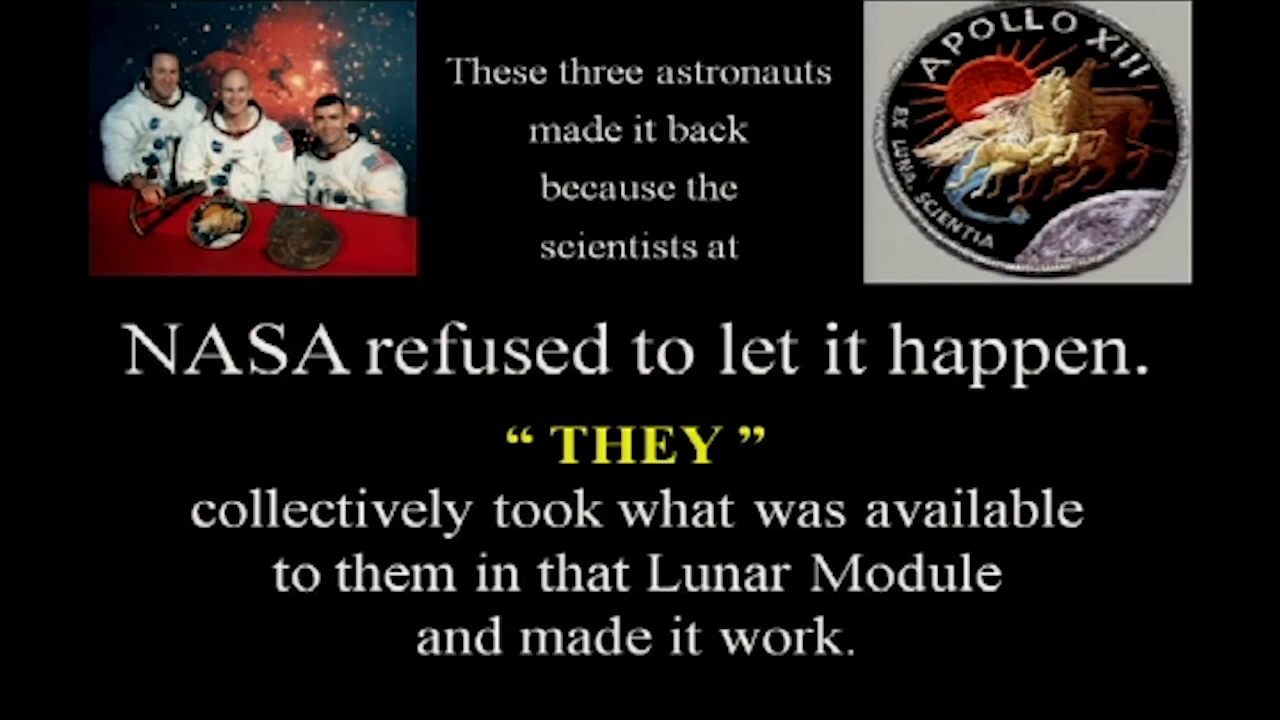 These three astronauts
made it back
because the
scientists at
APOLLO XIII
EX LUNA, SCIENTIA
NASA refused to let it happen.
“ THEY ”
collectively took what was available
to them in that Lunar Module
and made it work.